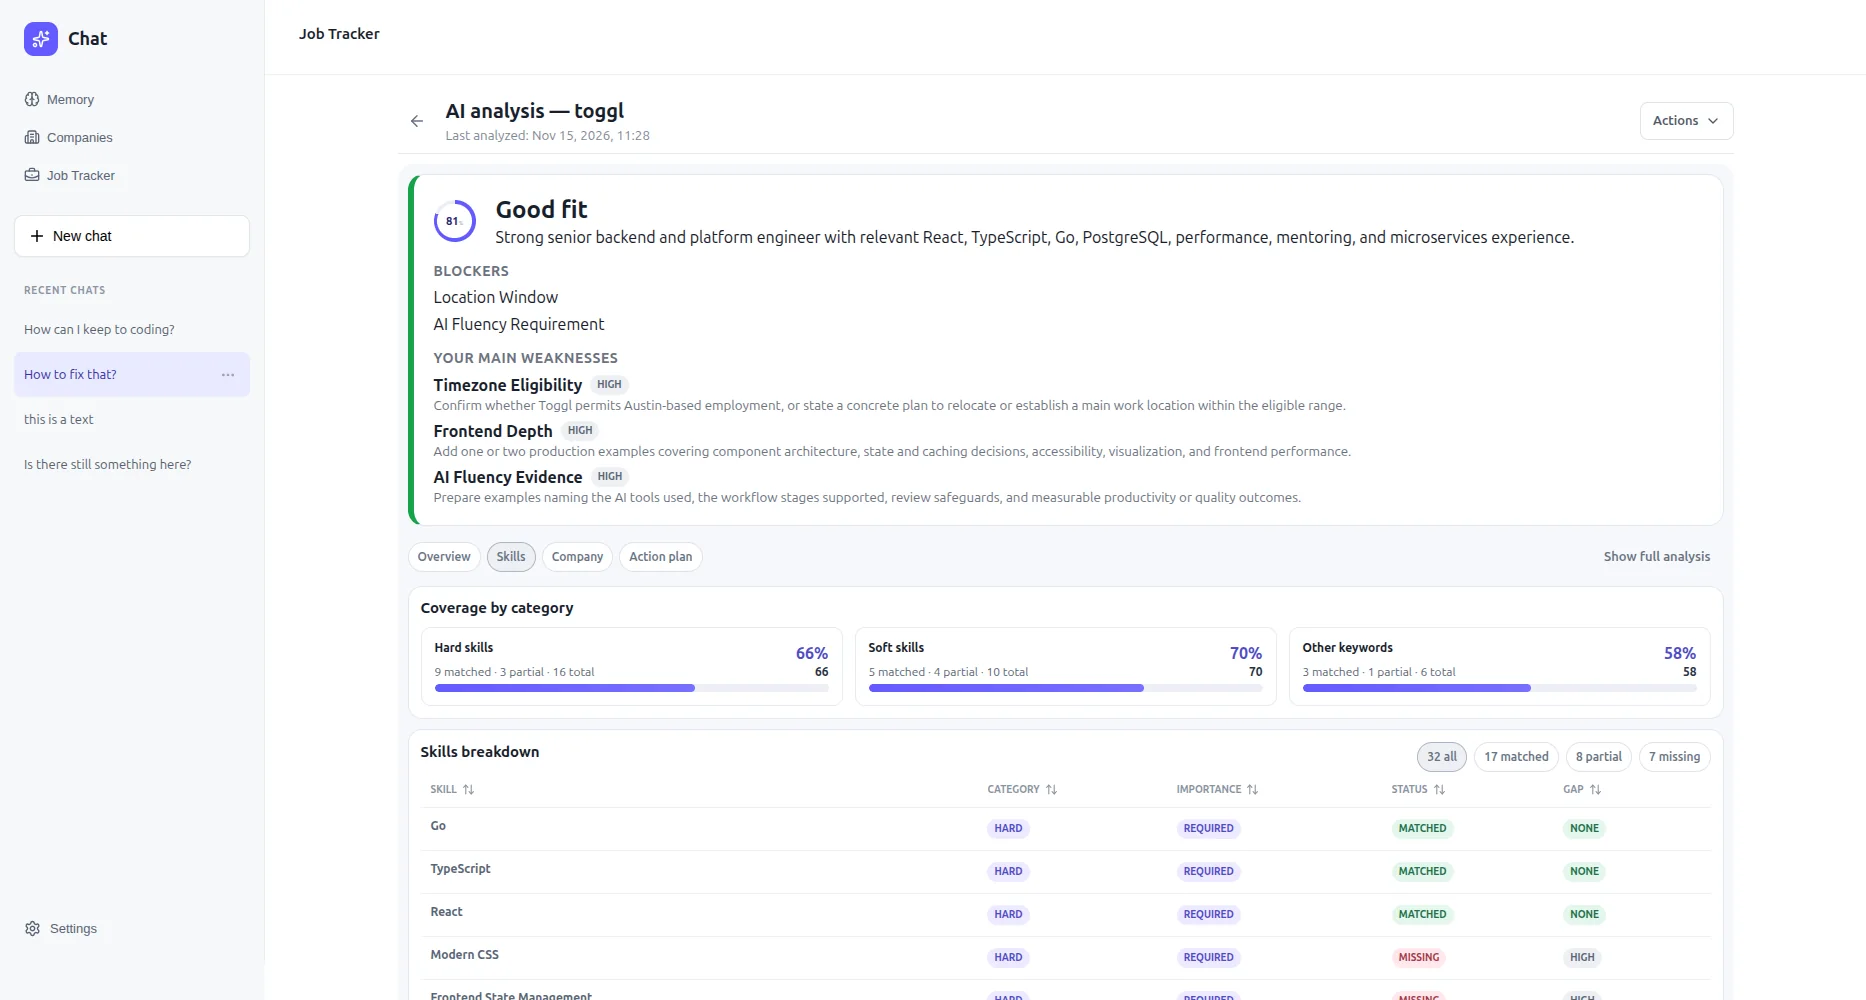 Chat
Memory
Companies
Job Tracker
New chat
RECENT CHATS
How can I keep to coding?
How to fix that?
this is a text
Is there still something here?
Settings
Job Tracker
AI analysis — toggl
Last analyzed: Nov 15, 2026, 11:28
Actions
81%
Good fit
Strong senior backend and platform engineer with relevant React, TypeScript, Go, PostgreSQL, performance, mentoring, and microservices experience.
BLOCKERS
Location Window
AI Fluency Requirement
YOUR MAIN WEAKNESSES
Timezone Eligibility HIGH
Confirm whether Toggl permits Austin-based employment, or state a concrete plan to relocate or establish a main work location within the eligible range.
Frontend Depth HIGH
Add one or two production examples covering component architecture, state and caching decisions, accessibility, visualization, and frontend performance.
AI Fluency Evidence HIGH
Prepare examples naming the AI tools used, the workflow stages supported, review safeguards, and measurable productivity or quality outcomes.
Overview Skills Company Action plan Show full analysis
Coverage by category
Hard skills 66%
9 matched · 3 partial · 16 total 66
Soft skills 70%
5 matched · 4 partial · 10 total 70
Other keywords 58%
3 matched · 1 partial · 6 total 58
Skills breakdown 32 all 17 matched 8 partial 7 missing
SKILL CATEGORY IMPORTANCE STATUS GAP
Go HARD REQUIRED MATCHED NONE
TypeScript HARD REQUIRED MATCHED NONE
React HARD REQUIRED MATCHED NONE
Modern CSS HARD REQUIRED MISSING HIGH
Frontend State Management HARD REQUIRED MISSING HIGH